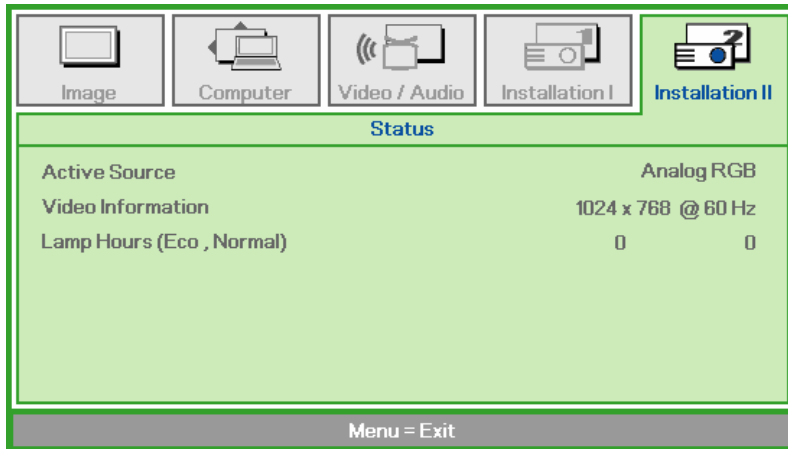 Image Computer Video / Audio Installation I Installation II
Status
Active Source Analog RGB
Video Information 1024 x 768 @ 60 Hz
Lamp Hours (Eco , Normal) 0 0
Menu = Exit